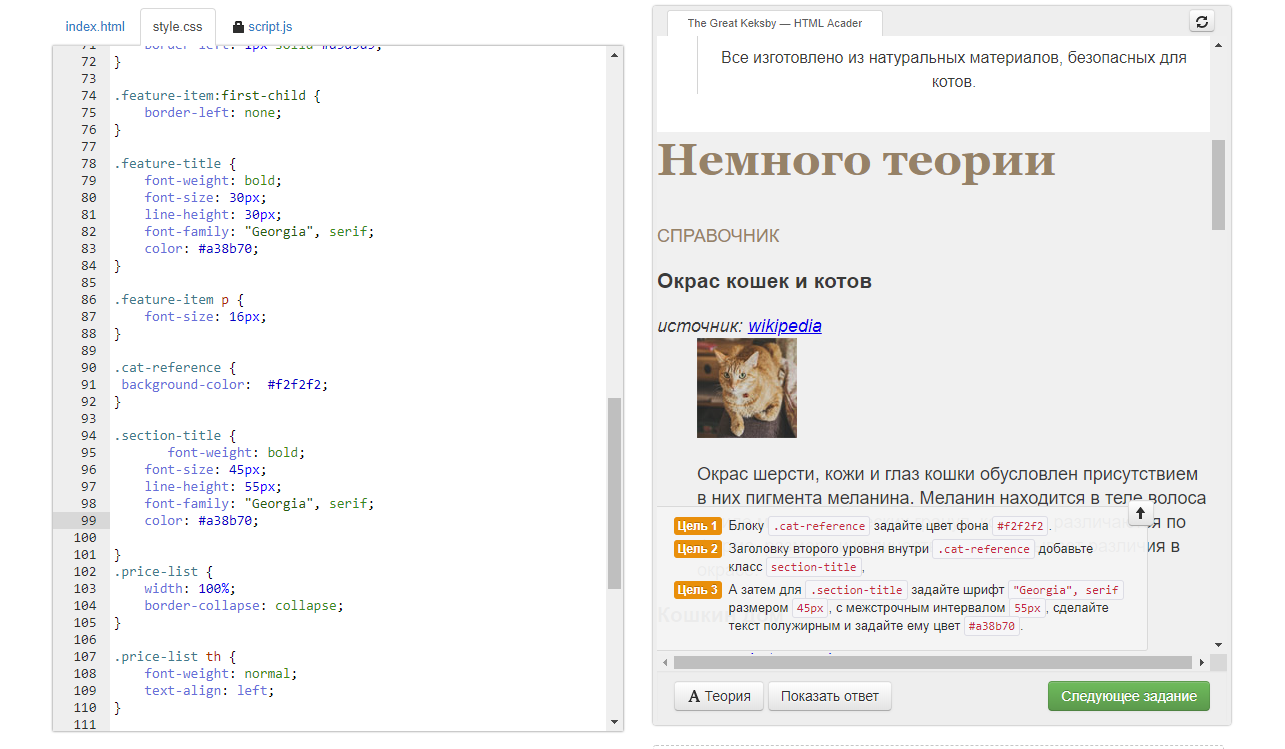 index.html
style.css
script.js
71     border-left: 1px solid #a9a9a9;
72 }
73
74 .feature-item:first-child {
75     border-left: none;
76 }
77
78 .feature-title {
79     font-weight: bold;
80     font-size: 30px;
81     line-height: 30px;
82     font-family: "Georgia", serif;
83     color: #a38b70;
84 }
85
86 .feature-item p {
87     font-size: 16px;
88 }
89
90 .cat-reference {
91  background-color:  #f2f2f2;
92 }
93
94 .section-title {
95        font-weight: bold;
96     font-size: 45px;
97     line-height: 55px;
98     font-family: "Georgia", serif;
99     color: #a38b70;
100
101 }
102 .price-list {
103     width: 100%;
104     border-collapse: collapse;
105 }
106
107 .price-list th {
108     font-weight: normal;
109     text-align: left;
110 }
111
The Great Keksby — HTML Acader
Все изготовлено из натуральных материалов, безопасных для
котов.
Немного теории
СПРАВОЧНИК
Окрас кошек и котов
источник: wikipedia
Окрас шерсти, кожи и глаз кошки обусловлен присутствием
в них пигмента меланина. Меланин находится в теле волоса
Цель 1 Блоку .cat-reference задайте цвет фона #f2f2f2.
Цель 2 Заголовку второго уровня внутри .cat-reference добавьте
класс section-title,
Цель 3 А затем для .section-title задайте шрифт "Georgia", serif
размером 45px, с межстрочным интервалом 55px, сделайте
текст полужирным и задайте ему цвет #a38b70.
Теория
Показать ответ
Следующее задание